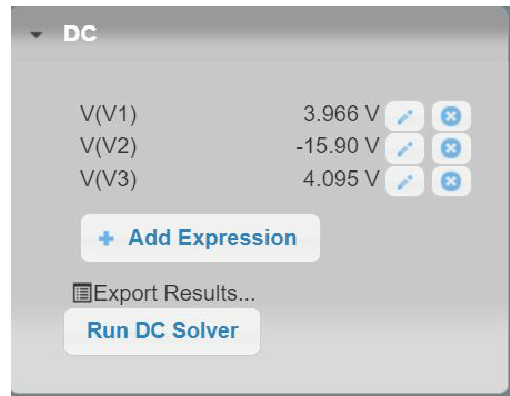 DC
V(V1) 3.966 V
V(V2) -15.90 V
V(V3) 4.095 V
+ Add Expression
Export Results...
Run DC Solver